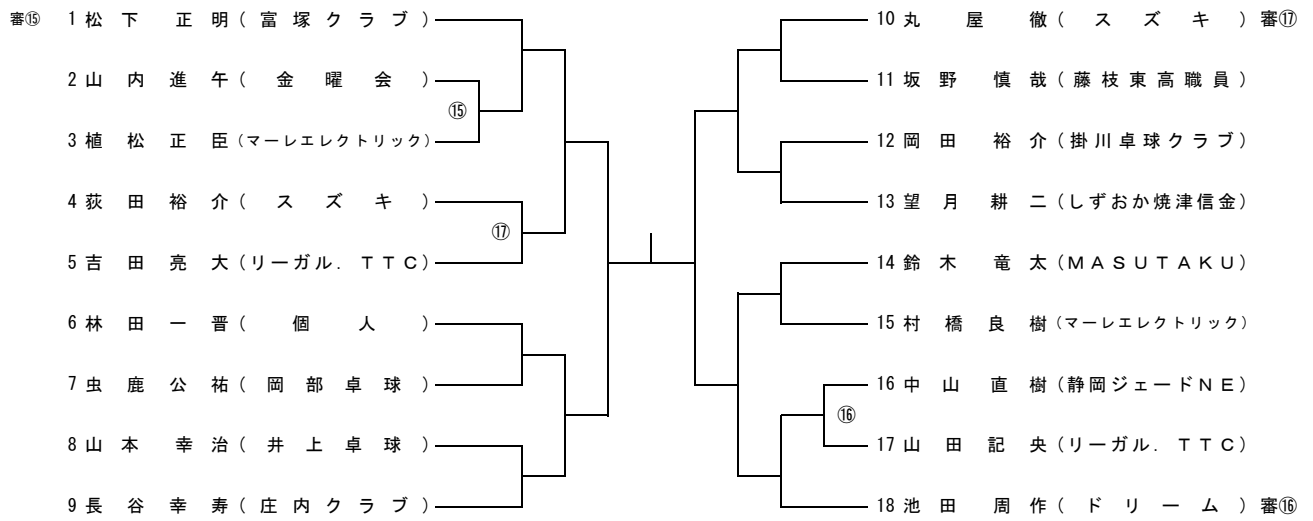 審⑮ 1 松下 正明(富塚クラブ)
2 山内進午(金曜会)
⑮
3 植松正臣(マーレエレクトリック)
4 荻田裕介(スズキ)
⑰
5 吉田亮大(リーガル.TTC)
6 林田一晋(個人)
7 虫鹿公祐(岡部卓球)
8 山本 幸治(井上卓球)
9 長谷幸寿(庄内クラブ)
10 丸屋 徹(スズキ) 審⑰
11 坂野慎哉(藤枝東高職員)
12 岡田 裕介(掛川卓球クラブ)
13 望月耕二(しずおか焼津信金)
14 鈴木 竜太(MASUTAKU)
15 村橋良樹(マーレエレクトリック)
16 中山直樹(静岡ジェードNE)
⑯
17 山田記央(リーガル.TTC)
18 池田周作(ドリーム) 審⑯